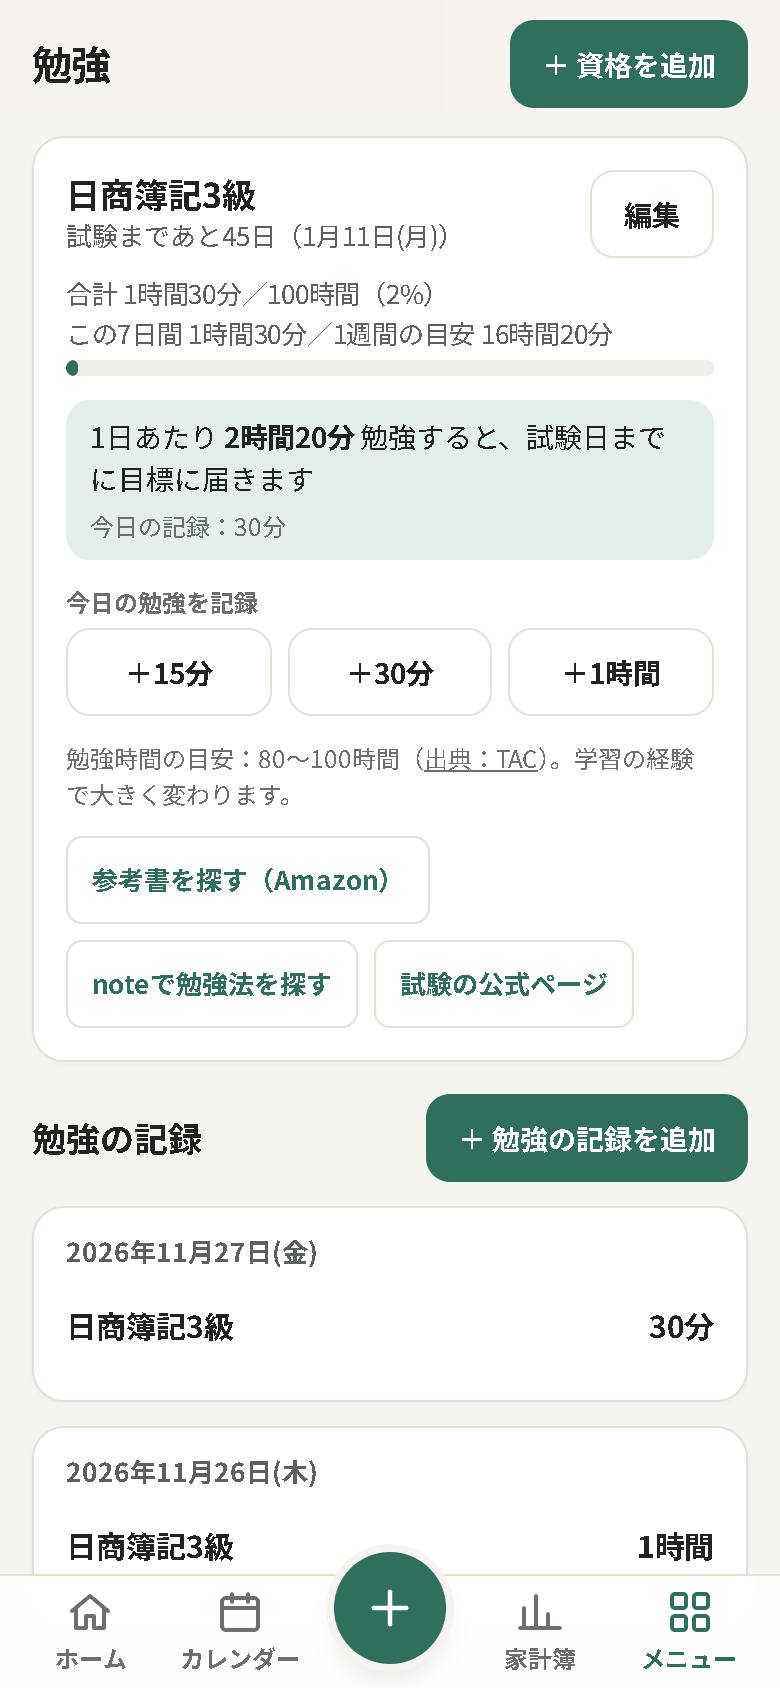 勉強
＋ 資格を追加
日商簿記3級
編集
試験まであと45日（1月11日(月)）
合計 1時間30分／100時間（2%）
この7日間 1時間30分／1週間の目安 16時間20分
1日あたり 2時間20分 勉強すると、試験日まで
に目標に届きます
今日の記録：30分
今日の勉強を記録
＋15分
＋30分
＋1時間
勉強時間の目安：80〜100時間（出典：TAC）。学習の経験
で大きく変わります。
参考書を探す（Amazon）
noteで勉強法を探す
試験の公式ページ
勉強の記録
＋ 勉強の記録を追加
2026年11月27日(金)
日商簿記3級
30分
2026年11月26日(木)
日商簿記3級
1時間
ホーム
カレンダー
家計簿
メニュー